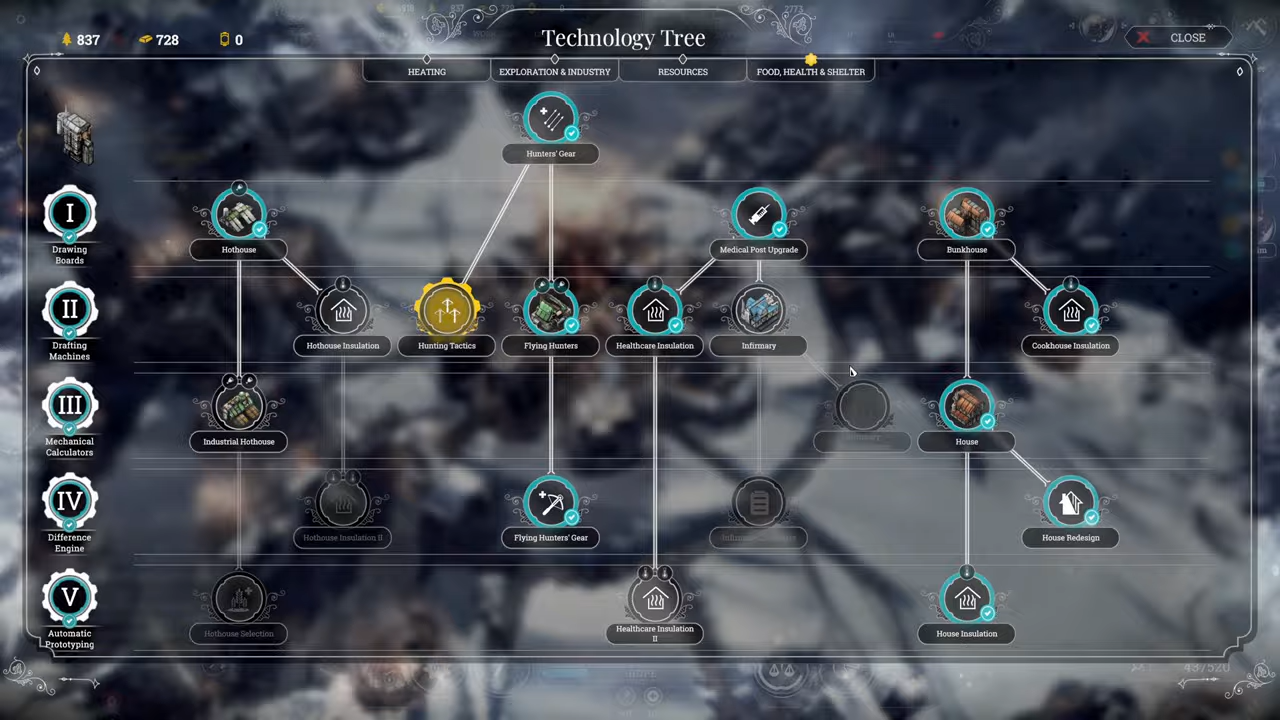 837 728 0
Technology Tree
CLOSE
HEATING
EXPLORATION & INDUSTRY
RESOURCES
FOOD, HEALTH & SHELTER
Hunters' Gear
I
Drawing
Boards
Hothouse
Medical Post Upgrade
Bunkhouse
II
Drafting
Machines
Hothouse Insulation
Hunting Tactics
Flying Hunters
Healthcare Insulation
Infirmary
Cookhouse Insulation
III
Mechanical
Calculators
Industrial Hothouse
House
IV
Difference
Engine
Hothouse Insulation II
Flying Hunters' Gear
House Redesign
V
Automatic
Prototyping
Hothouse Selection
Healthcare Insulation
II
House Insulation
437520